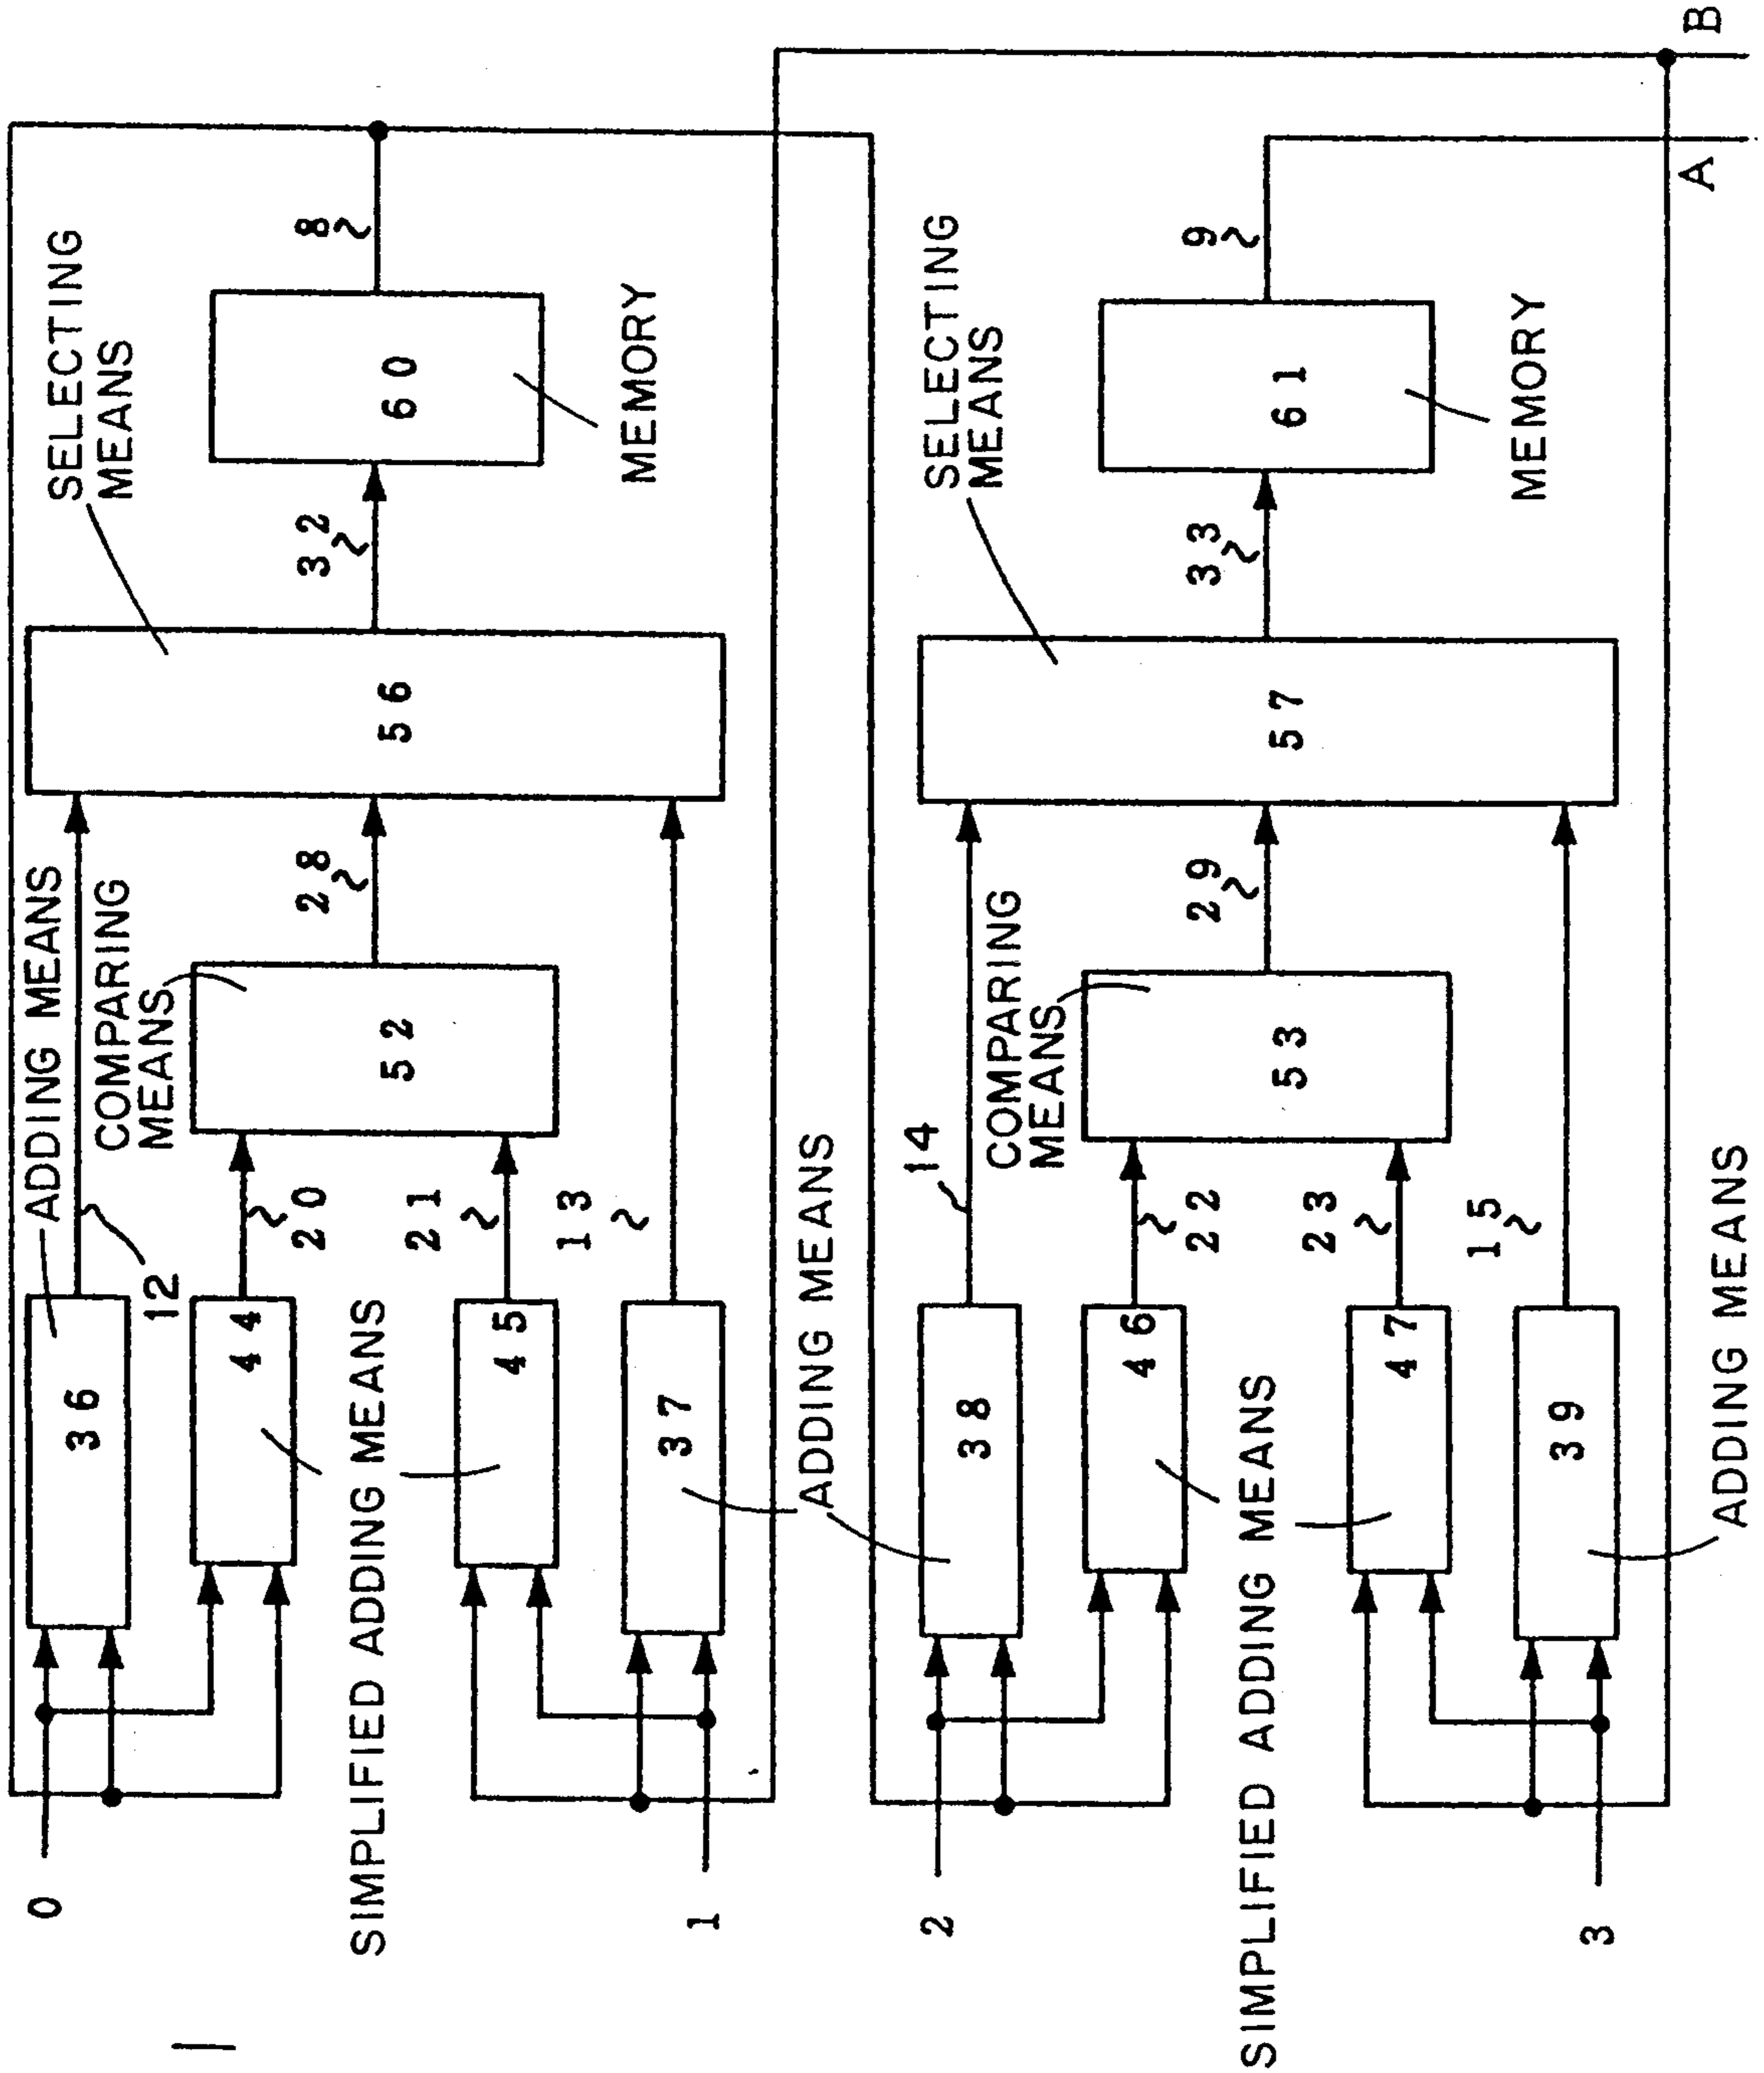 0
1
2
3
ADDING MEANS
36
12
SELECTING
MEANS
COMPARING
MEANS
44
20
52
28
56
32
60
8
MEMORY
SIMPLIFIED ADDING MEANS
45
21
37
13
ADDING MEANS
38
14
SELECTING
MEANS
COMPARING
MEANS
46
22
53
29
57
33
61
9
MEMORY
SIMPLIFIED ADDING MEANS
47
23
39
15
ADDING MEANS
A
B